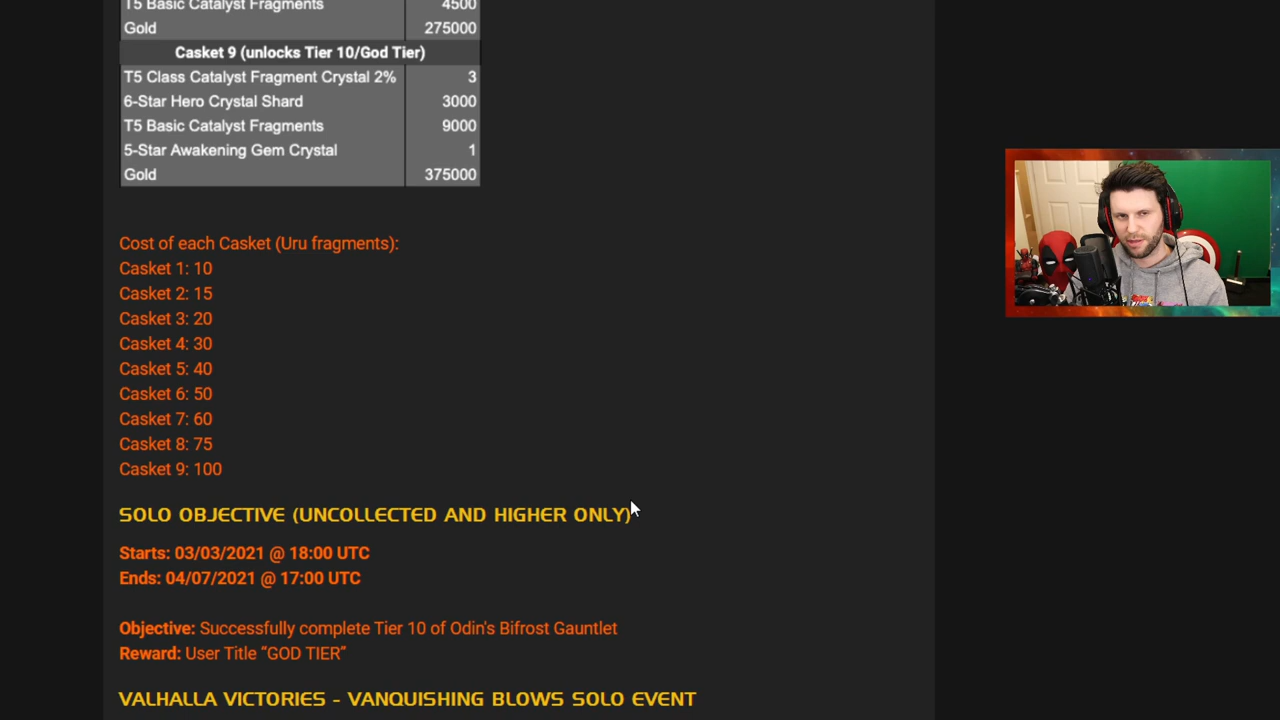 T5 Basic Catalyst Fragments 4500
Gold 275000
Casket 9 (unlocks Tier 10/God Tier)
T5 Class Catalyst Fragment Crystal 2% 3
6-Star Hero Crystal Shard 3000
T5 Basic Catalyst Fragments 9000
5-Star Awakening Gem Crystal 1
Gold 375000
Cost of each Casket (Uru fragments):
Casket 1: 10
Casket 2: 15
Casket 3: 20
Casket 4: 30
Casket 5: 40
Casket 6: 50
Casket 7: 60
Casket 8: 75
Casket 9: 100
SOLO OBJECTIVE (UNCOLLECTED AND HIGHER ONLY)
Starts: 03/03/2021 @ 18:00 UTC
Ends: 04/07/2021 @ 17:00 UTC
Objective: Successfully complete Tier 10 of Odin's Bifrost Gauntlet
Reward: User Title “GOD TIER”
VALHALLA VICTORIES - VANQUISHING BLOWS SOLO EVENT